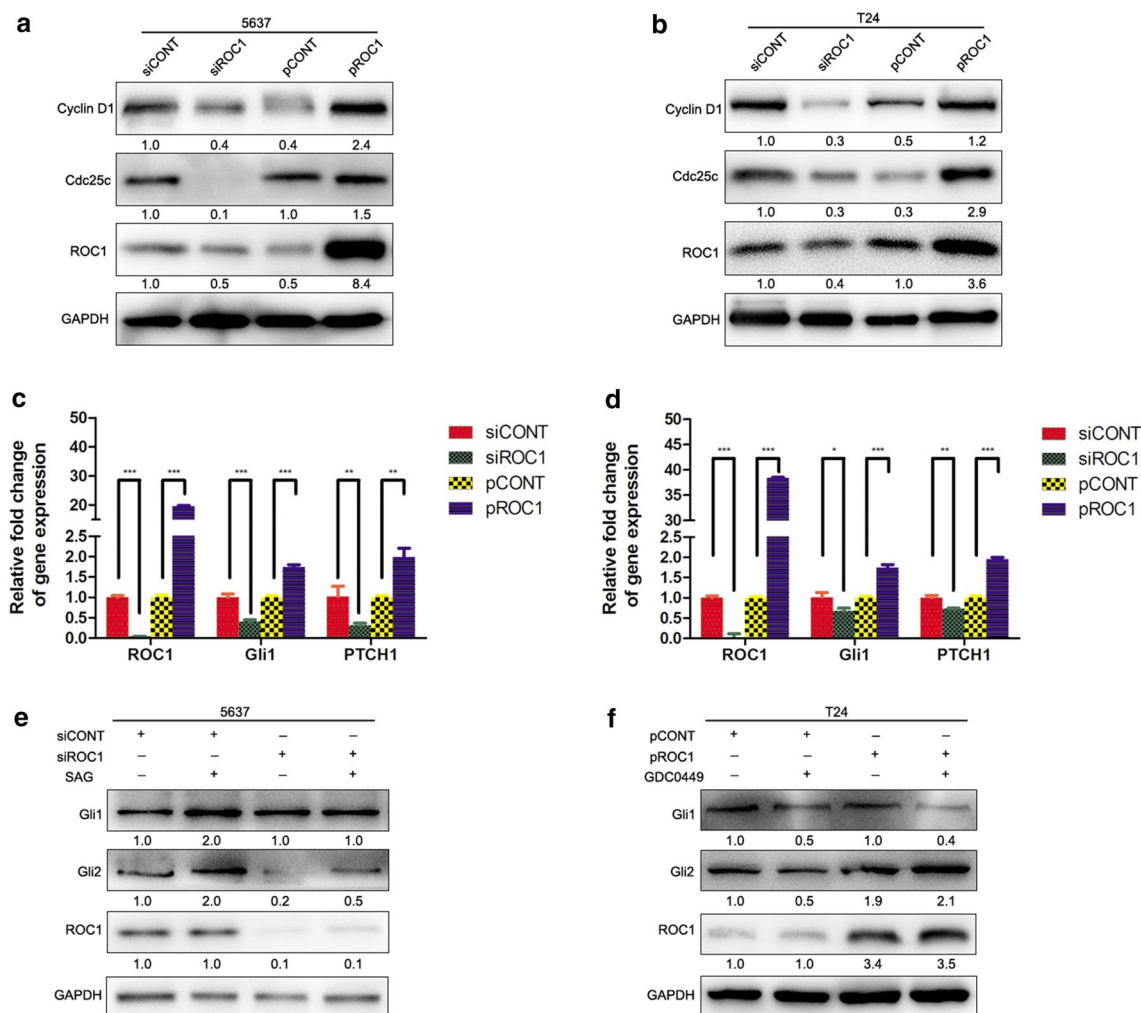 a
5637
siCONT siROC1 pCONT pROC1
Cyclin D1
1.0 0.4 0.4 2.4
Cdc25c
1.0 0.1 1.0 1.5
ROC1
1.0 0.5 0.5 8.4
GAPDH
b
T24
siCONT siROC1 pCONT pROC1
Cyclin D1
1.0 0.3 0.5 1.2
Cdc25c
1.0 0.3 0.3 2.9
ROC1
1.0 0.4 1.0 3.6
GAPDH
c
Relative fold change
of gene expression
50
40
30
20
10
2.5
2.0
1.5
1.0
0.5
0.0
*** *** *** *** ** **
ROC1 Gli1 PTCH1
siCONT
siROC1
pCONT
pROC1
d
Relative fold change
of gene expression
50
45
40
35
30
2.5
2.0
1.5
1.0
0.5
0.0
*** *** * *** ** ***
ROC1 Gli1 PTCH1
siCONT
siROC1
pCONT
pROC1
e
5637
siCONT + + – –
siROC1 – – + +
SAG – + – +
Gli1
1.0 2.0 1.0 1.0
Gli2
1.0 2.0 0.2 0.5
ROC1
1.0 1.0 0.1 0.1
GAPDH
f
T24
pCONT + + – –
pROC1 – – + +
GDC0449 – + – +
Gli1
1.0 0.5 1.0 0.4
Gli2
1.0 0.5 1.9 2.1
ROC1
1.0 1.0 3.4 3.5
GAPDH